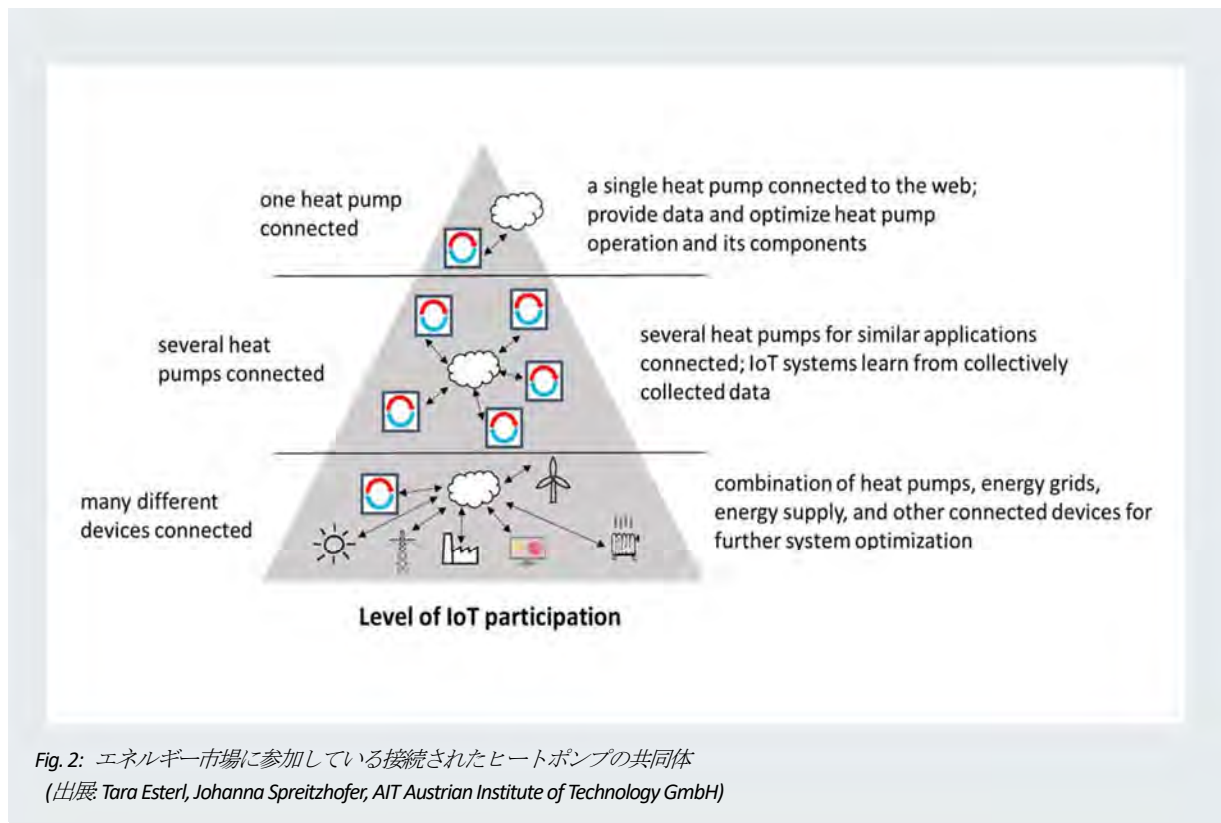 one heat pump
connected
a single heat pump connected to the web;
provide data and optimize heat pump
operation and its components
several heat
pumps connected
several heat pumps for similar applications
connected; IoT systems learn from collectively
collected data
many different
devices connected
combination of heat pumps, energy grids,
energy supply, and other connected devices for
further system optimization
Level of IoT participation
Fig. 2: エネルギー市場に参加している接続されたヒートポンプの共同体
(出展: Tara Esterl, Johanna Spreitzhofer, AIT Austrian Institute of Technology GmbH)